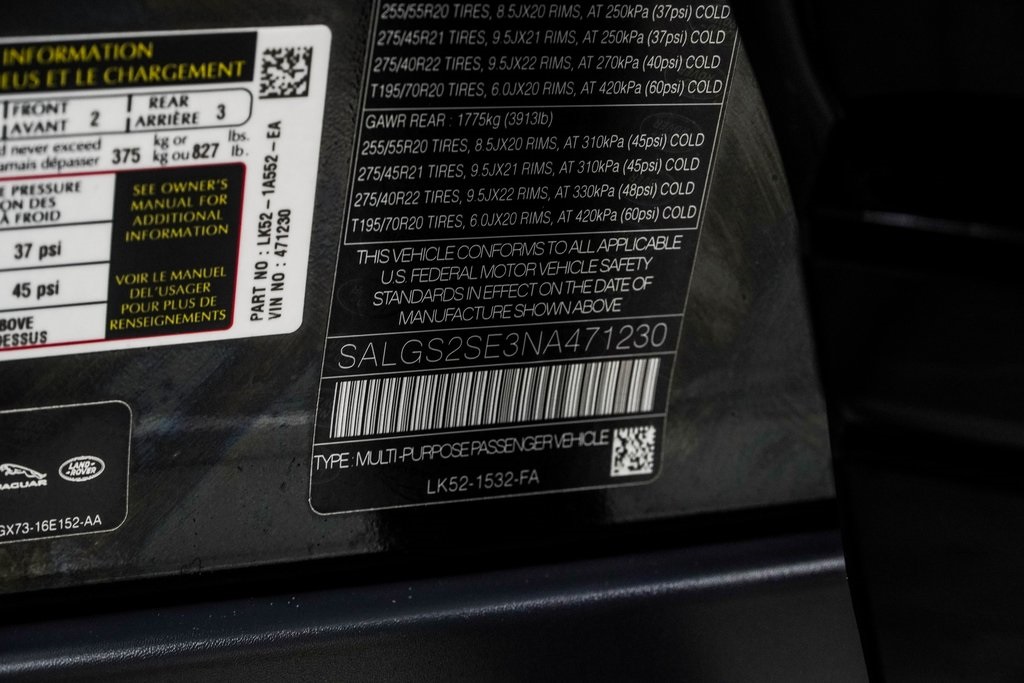 INFORMATION
EUS ET LE CHARGEMENT
FRONT
AVANT 2
REAR
ARRIÈRE 3
never exceed
jamais dépasser
375
kg or
kg ou
827
lbs.
lb.
PRESSURE
ON DES
À FROID
37 psi
45 psi
SEE OWNER'S
MANUAL FOR
ADDITIONAL
INFORMATION
VOIR LE MANUEL
DE L'USAGER
POUR PLUS DE
RENSEIGNEMENTS
PART NO : LK52-1A552-EA
VIN NO : 471230
JAGUAR
LAND-ROVER
GX73-16E152-AA
255/55R20 TIRES, 8.5JX20 RIMS, AT 250kPa (37psi) COLD
275/45R21 TIRES, 9.5JX21 RIMS, AT 250kPa (37psi) COLD
275/40R22 TIRES, 9.5JX22 RIMS, AT 270kPa (40psi) COLD
T195/70R20 TIRES, 6.0JX20 RIMS, AT 420kPa (60psi) COLD
GAWR REAR : 1775kg (3913lb)
255/55R20 TIRES, 8.5JX20 RIMS, AT 310kPa (45psi) COLD
275/45R21 TIRES, 9.5JX21 RIMS, AT 310kPa (45psi) COLD
275/40R22 TIRES, 9.5JX22 RIMS, AT 330kPa (48psi) COLD
T195/70R20 TIRES, 6.0JX20 RIMS, AT 420kPa (60psi) COLD
THIS VEHICLE CONFORMS TO ALL APPLICABLE
U.S. FEDERAL MOTOR VEHICLE SAFETY
STANDARDS IN EFFECT ON THE DATE OF
MANUFACTURE SHOWN ABOVE
SALGS2SE3NA471230
TYPE : MULTI-PURPOSE PASSENGER VEHICLE
LK52-1532-FA